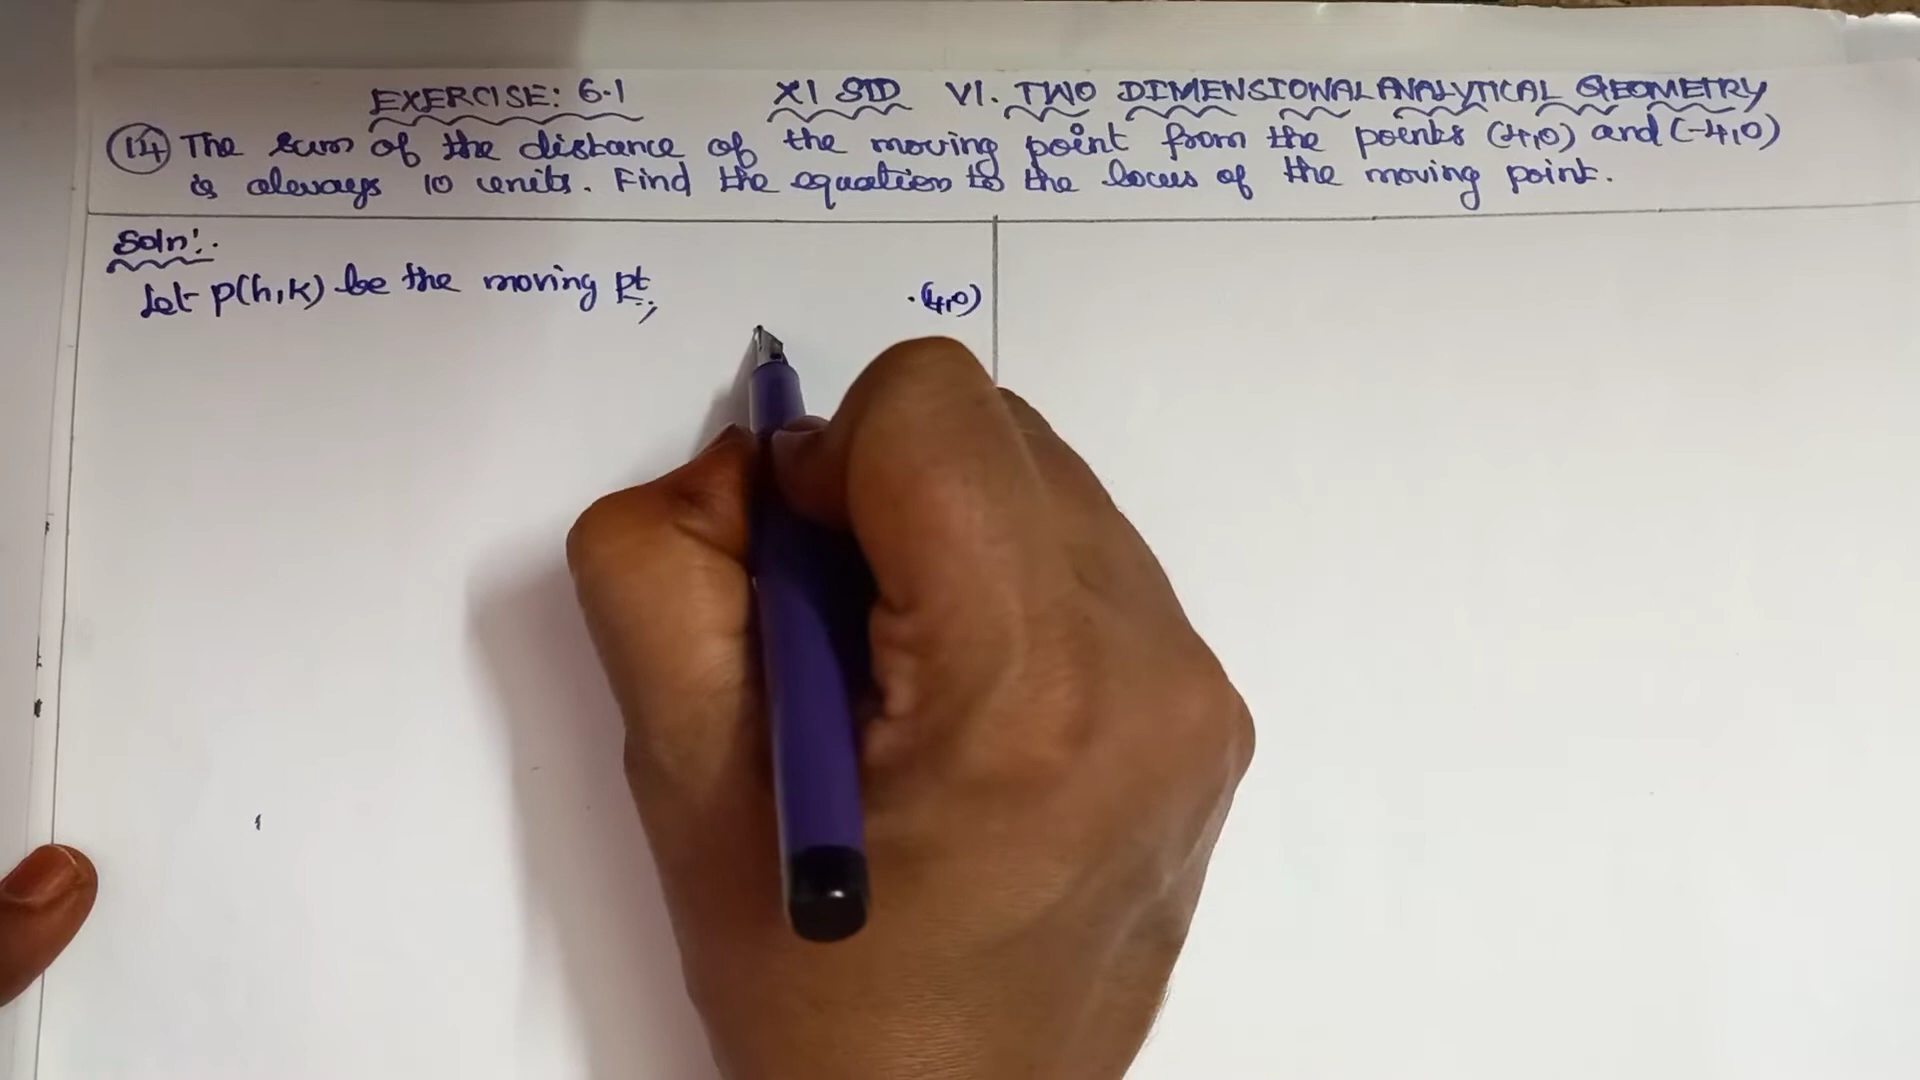 EXERCISE: 6.1 XI STD VI. TWO DIMENSIONAL ANALYTICAL GEOMETRY
14 The sum of the distance of the moving point from the points (4,0) and (-4,0)
is always 10 units. Find the equation to the locus of the moving point.
Soln:.
Let P(h,k) be the moving pt, .(4,0)